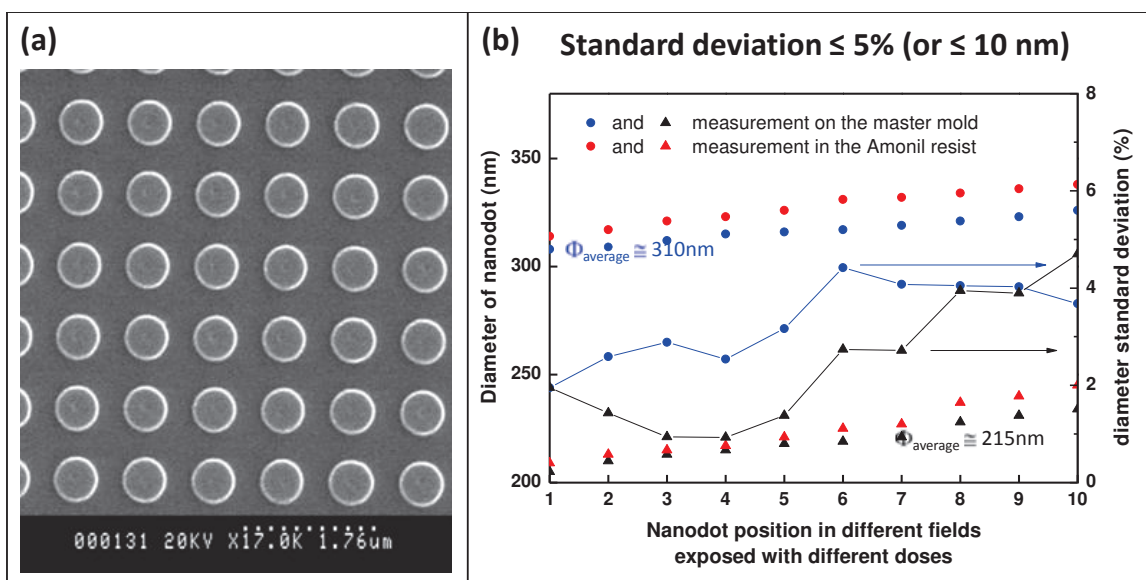 (a)
000131 20KV X17.0K 1.76um
(b)
Standard deviation ≤ 5% (or ≤ 10 nm)
and measurement on the master mold
and measurement in the Amonil resist
Φaverage ≅ 310nm
Φaverage ≅ 215nm
Diameter of nanodot (nm)
350
300
250
200
8
6
4
2
0
diameter standard deviation (%)
1 2 3 4 5 6 7 8 9 10
Nanodot position in different fields
exposed with different doses